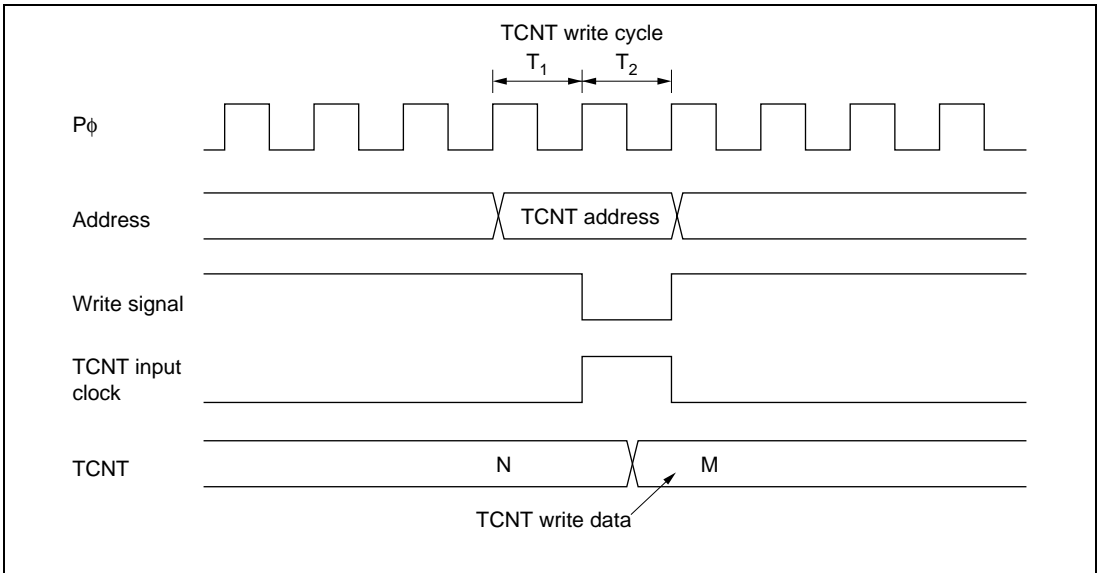 TCNT write cycle
T1 T2
Pϕ
Address
TCNT address
Write signal
TCNT input
clock
TCNT
N
M
TCNT write data